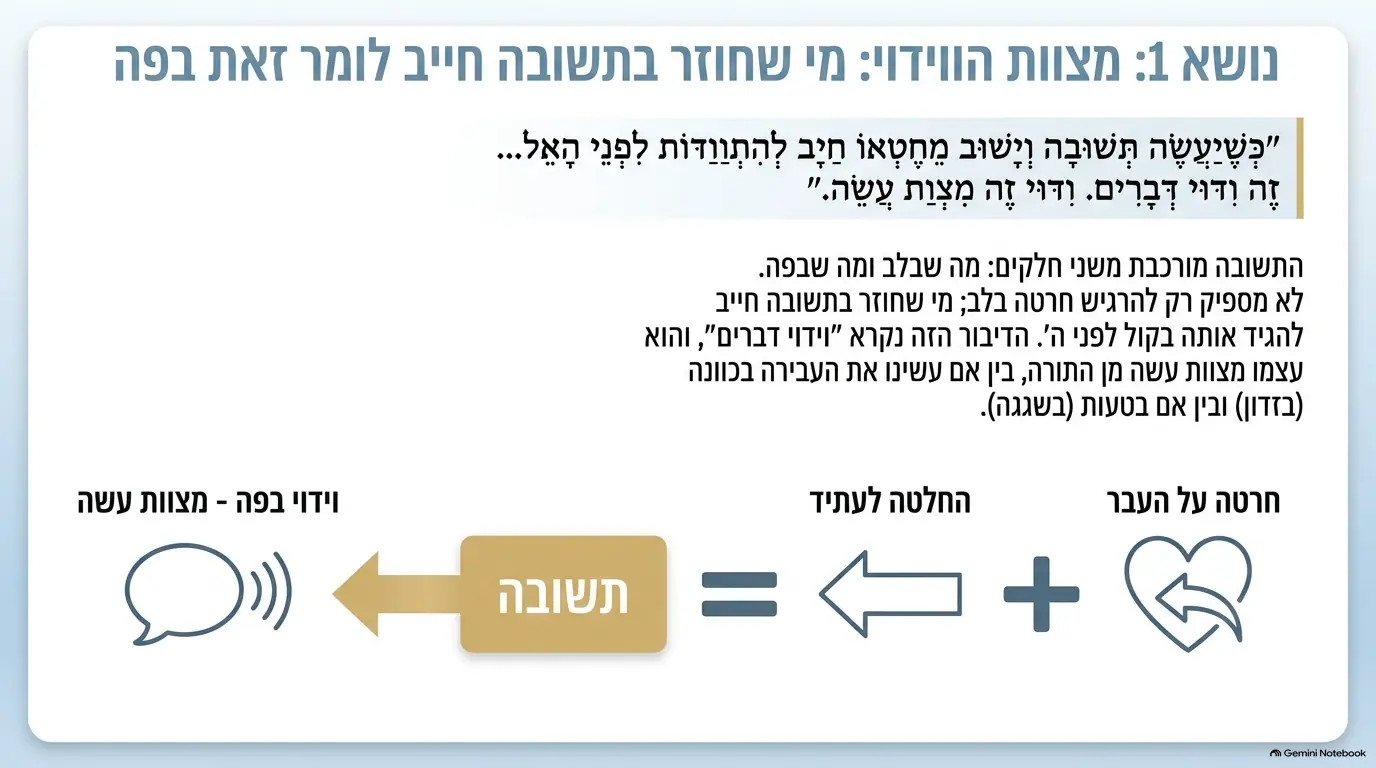 נושא 1: מצוות הווידוי: מי שחוזר בתשובה חייב לומר זאת בפה
"כְּשֶׁיַּעֲשֶׂה תְּשׁוּבָה וְיָשׁוּב מֵחֶטְאוֹ חַיָּב לְהִתְוַדּוֹת לִפְנֵי הָאֵל...
זֶה וִדּוּי דְּבָרִים. וִדּוּי זֶה מִצְוַת עֲשֵׂה."
התשובה מורכבת משני חלקים: מה שבלב ומה שבפה.
לא מספיק רק להרגיש חרטה בלב; מי שחוזר בתשובה חייב
להגיד אותה בקול לפני ה'. הדיבור הזה נקרא "וידוי דברים", והוא
עצמו מצוות עשה מן התורה, בין אם עשינו את העבירה בכוונה
(בזדון) ובין אם בטעות (בשגגה).
חרטה על העבר
החלטה לעתיד
וידוי בפה - מצוות עשה
+
=
תשובה
Gemini Notebook